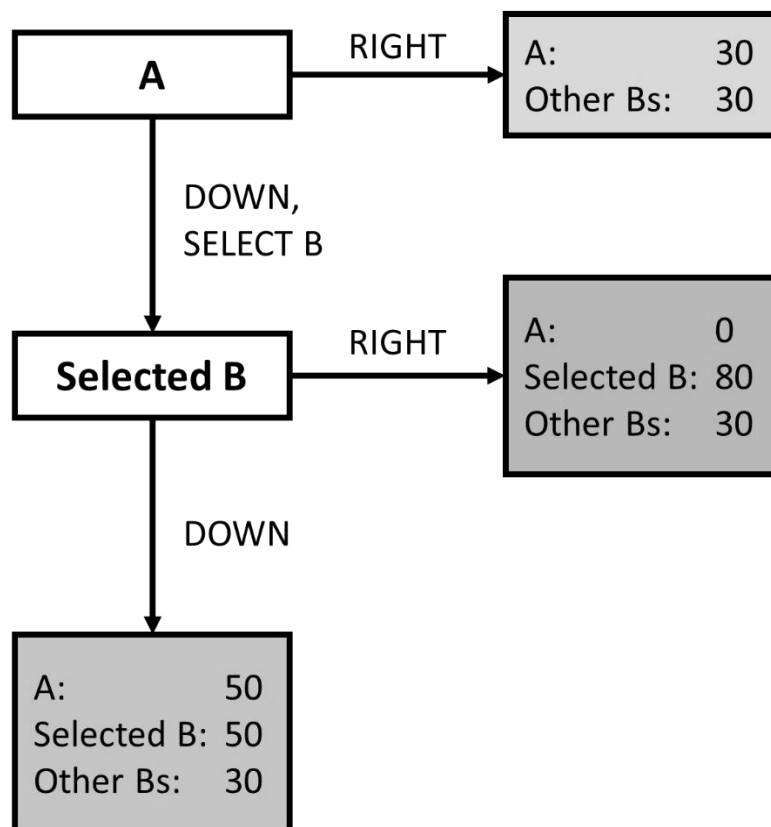 A
RIGHT
A: 30
Other Bs: 30
DOWN,
SELECT B
Selected B
RIGHT
A: 0
Selected B: 80
Other Bs: 30
DOWN
A: 50
Selected B: 50
Other Bs: 30